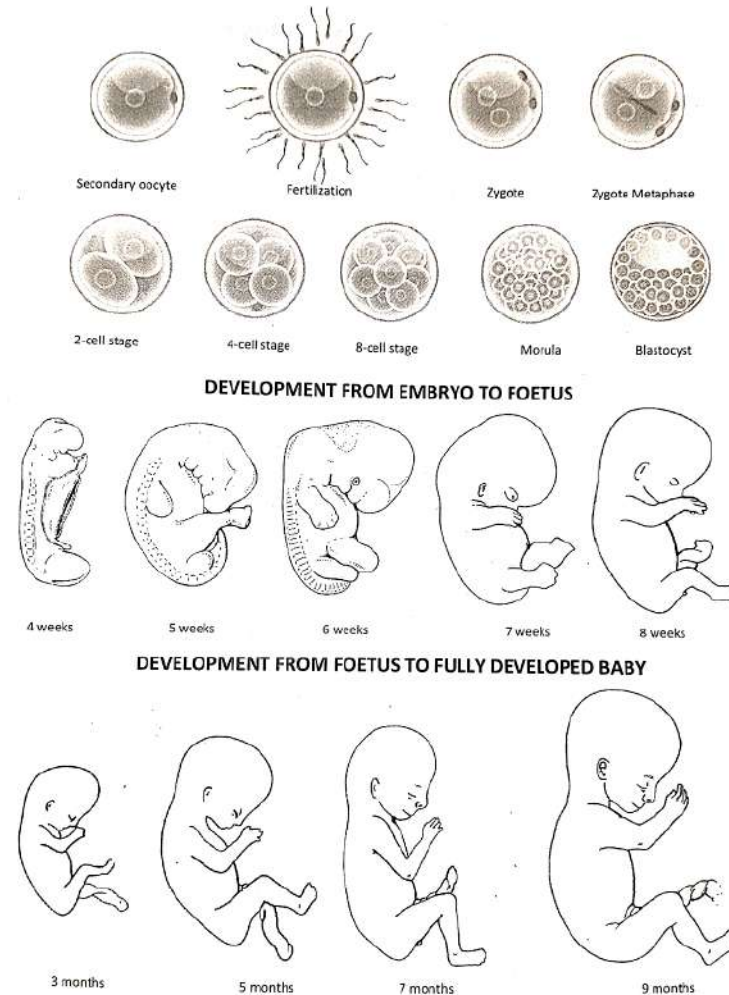 Secondary oocyte
Fertilization
Zygote
Zygote Metaphase
2-cell stage
4-cell stage
8-cell stage
Morula
Blastocyst
DEVELOPMENT FROM EMBRYO TO FOETUS
4 weeks
5 weeks
6 weeks
7 weeks
8 weeks
DEVELOPMENT FROM FOETUS TO FULLY DEVELOPED BABY
3 months
5 months
7 months
9 months